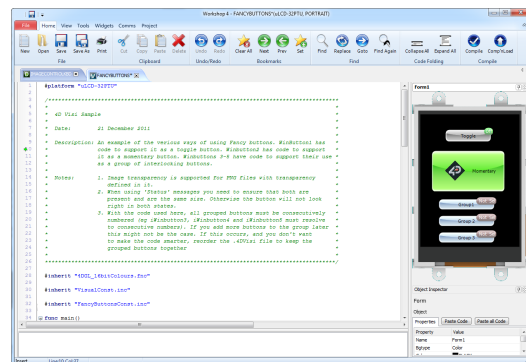 Workshop 4 - FANCYBUTTONS*(uLCD-32PTU, PORTRAIT)
File Home View Tools Widgets Comms Project
New Open Save Save As Print Cut Copy Paste Delete Undo Redo Clear All Next Prev Set Find Replace Goto Find Again Collapse All Expand All Compile Comp'nLoad
File Clipboard Undo/Redo Bookmarks Find Code Folding Compile
FANCYBUTTONS*
#platform "uLCD-32PTU"
4D Visi Sample
Date: 21 December 2011
Description: An example of the various ways of using Fancy buttons. Winbutton1 has
code to support it as a toggle button. Winbutton2 has code to support
it as a momentary button. Winbuttons 3-5 have code to support their use
as a group of interlocking buttons.
Notes: 1. Image transparency is supported for PNG files with transparency
defined in it.
2. When using 'Status' messages you need to ensure that both are
present and are the same size. Otherwise the button will not look
right in both states.
3. With the code used here, all grouped buttons must be consecutively
numbered (eg iWinbutton3, iWinbutton4 and iWinbutton5 must resolve
to consecutive numbers). If you add more buttons to the group later
this might not be the case. If this occurs, and you don't want
to make the code smarter, reorder the .4DVisi file to keep the
grouped buttons together
#inherit "4DGL_16bitColours.fnc"
#inherit "VisualConst.inc"
#inherit "FancyButtonsConst.inc"
func main()
Form1
Toggle
Momentary
Group 1
Group 2
Group 3
Object Inspector
Form
Object
Properties Paste Code Paste all Code
Property Value
Name Form1
Bgtype Color
Insert